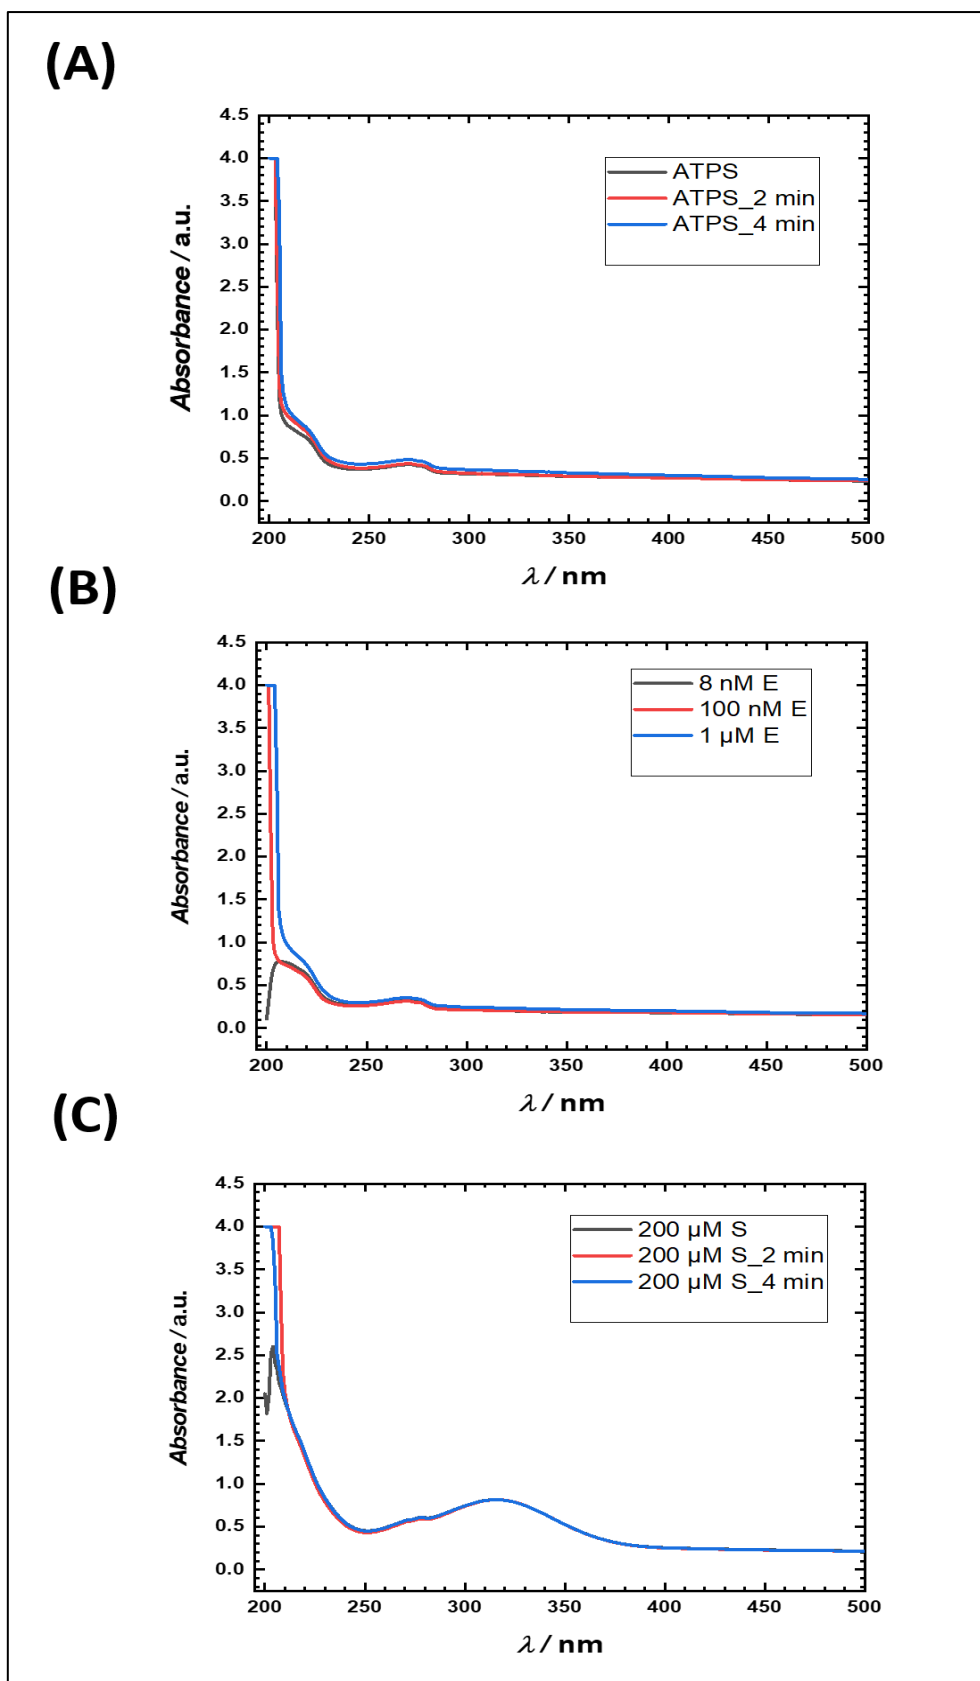 (A)
4.5
4.0
3.5
3.0
2.5
2.0
1.5
1.0
0.5
0.0
Absorbance / a.u.
ATPS
ATPS_2 min
ATPS_4 min
200 250 300 350 400 450 500
λ / nm
(B)
4.5
4.0
3.5
3.0
2.5
2.0
1.5
1.0
0.5
0.0
Absorbance / a.u.
8 nM E
100 nM E
1 µM E
200 250 300 350 400 450 500
λ / nm
(C)
4.5
4.0
3.5
3.0
2.5
2.0
1.5
1.0
0.5
0.0
Absorbance / a.u.
200 µM S
200 µM S_2 min
200 µM S_4 min
200 250 300 350 400 450 500
λ / nm